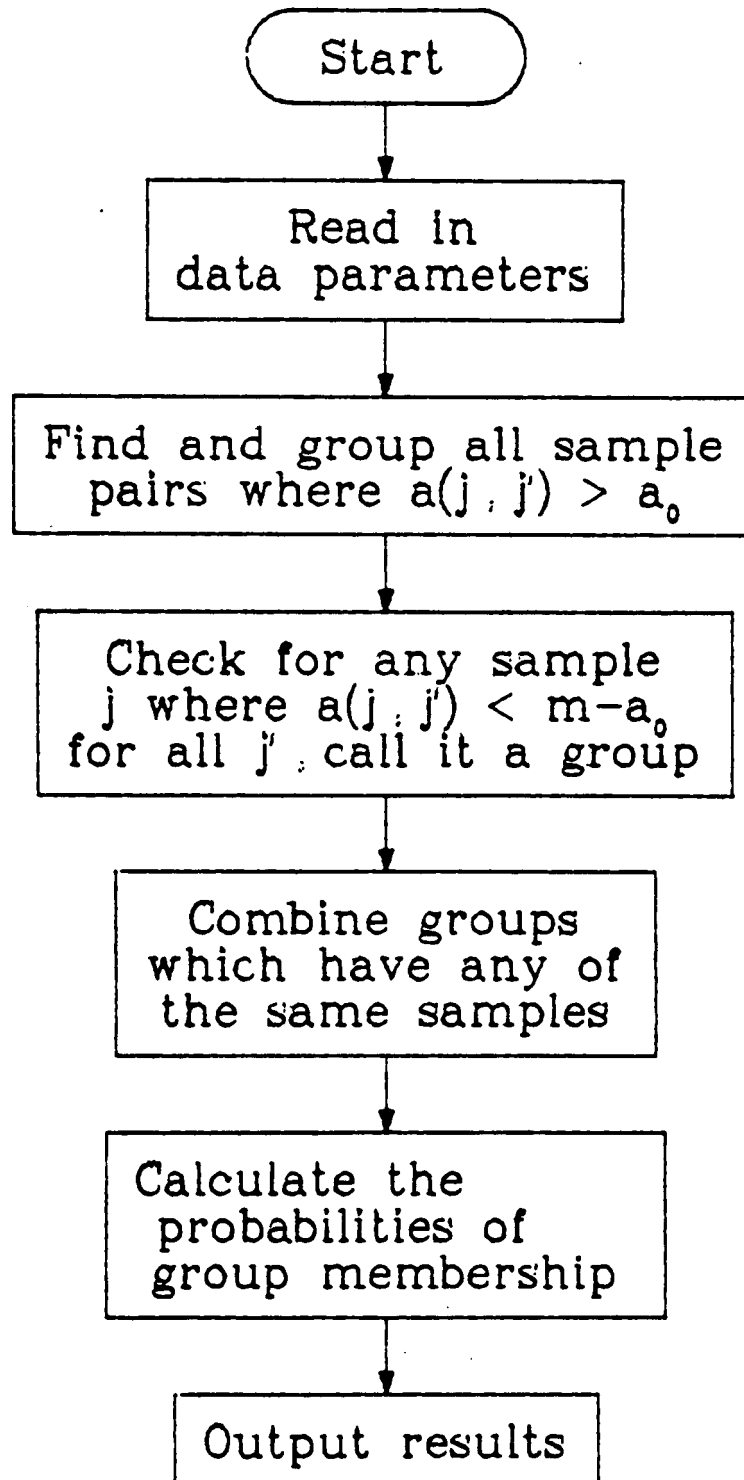 Start
Read in
data parameters
Find and group all sample
pairs where a(j, j') > a₀
Check for any sample
j where a(j, j') < m-a₀
for all j', call it a group
Combine groups
which have any of
the same samples
Calculate the
probabilities of
group membership
Output results